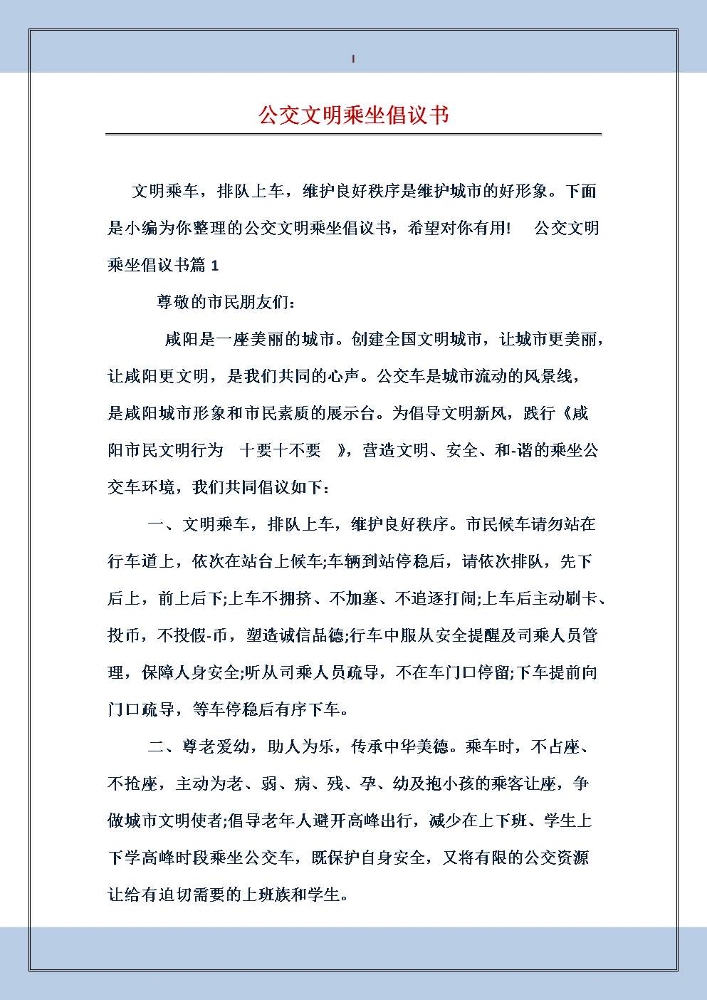 I
公交文明乘坐倡议书
文明乘车，排队上车，维护良好秩序是维护城市的好形象。下面
是小编为你整理的公交文明乘坐倡议书，希望对你有用! 公交文明
乘坐倡议书篇 1
尊敬的市民朋友们：
咸阳是一座美丽的城市。创建全国文明城市，让城市更美丽，
让咸阳更文明，是我们共同的心声。公交车是城市流动的风景线，
是咸阳城市形象和市民素质的展示台。为倡导文明新风，践行《咸
阳市民文明行为 十要十不要 》，营造文明、安全、和-谐的乘坐公
交车环境，我们共同倡议如下：
一、文明乘车，排队上车，维护良好秩序。市民候车请勿站在
行车道上，依次在站台上候车;车辆到站停稳后，请依次排队，先下
后上，前上后下;上车不拥挤、不加塞、不追逐打闹;上车后主动刷卡、
投币，不投假-币，塑造诚信品德;行车中服从安全提醒及司乘人员管
理，保障人身安全;听从司乘人员疏导，不在车门口停留;下车提前向
门口疏导，等车停稳后有序下车。
二、尊老爱幼，助人为乐，传承中华美德。乘车时，不占座、
不抢座，主动为老、弱、病、残、孕、幼及抱小孩的乘客让座，争
做城市文明使者;倡导老年人避开高峰出行，减少在上下班、学生上
下学高峰时段乘坐公交车，既保护自身安全，又将有限的公交资源
让给有迫切需要的上班族和学生。